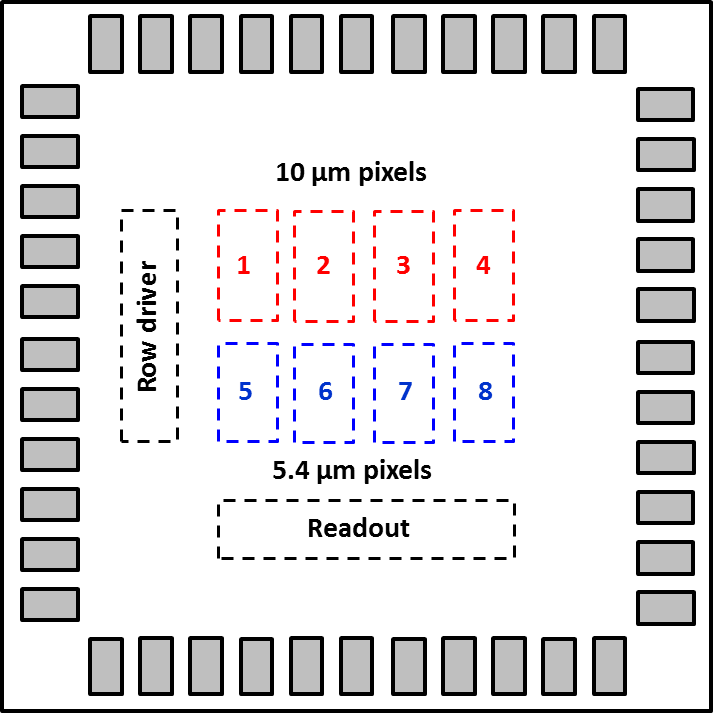 10 µm pixels
1 2 3 4
Row driver
5 6 7 8
5.4 µm pixels
Readout